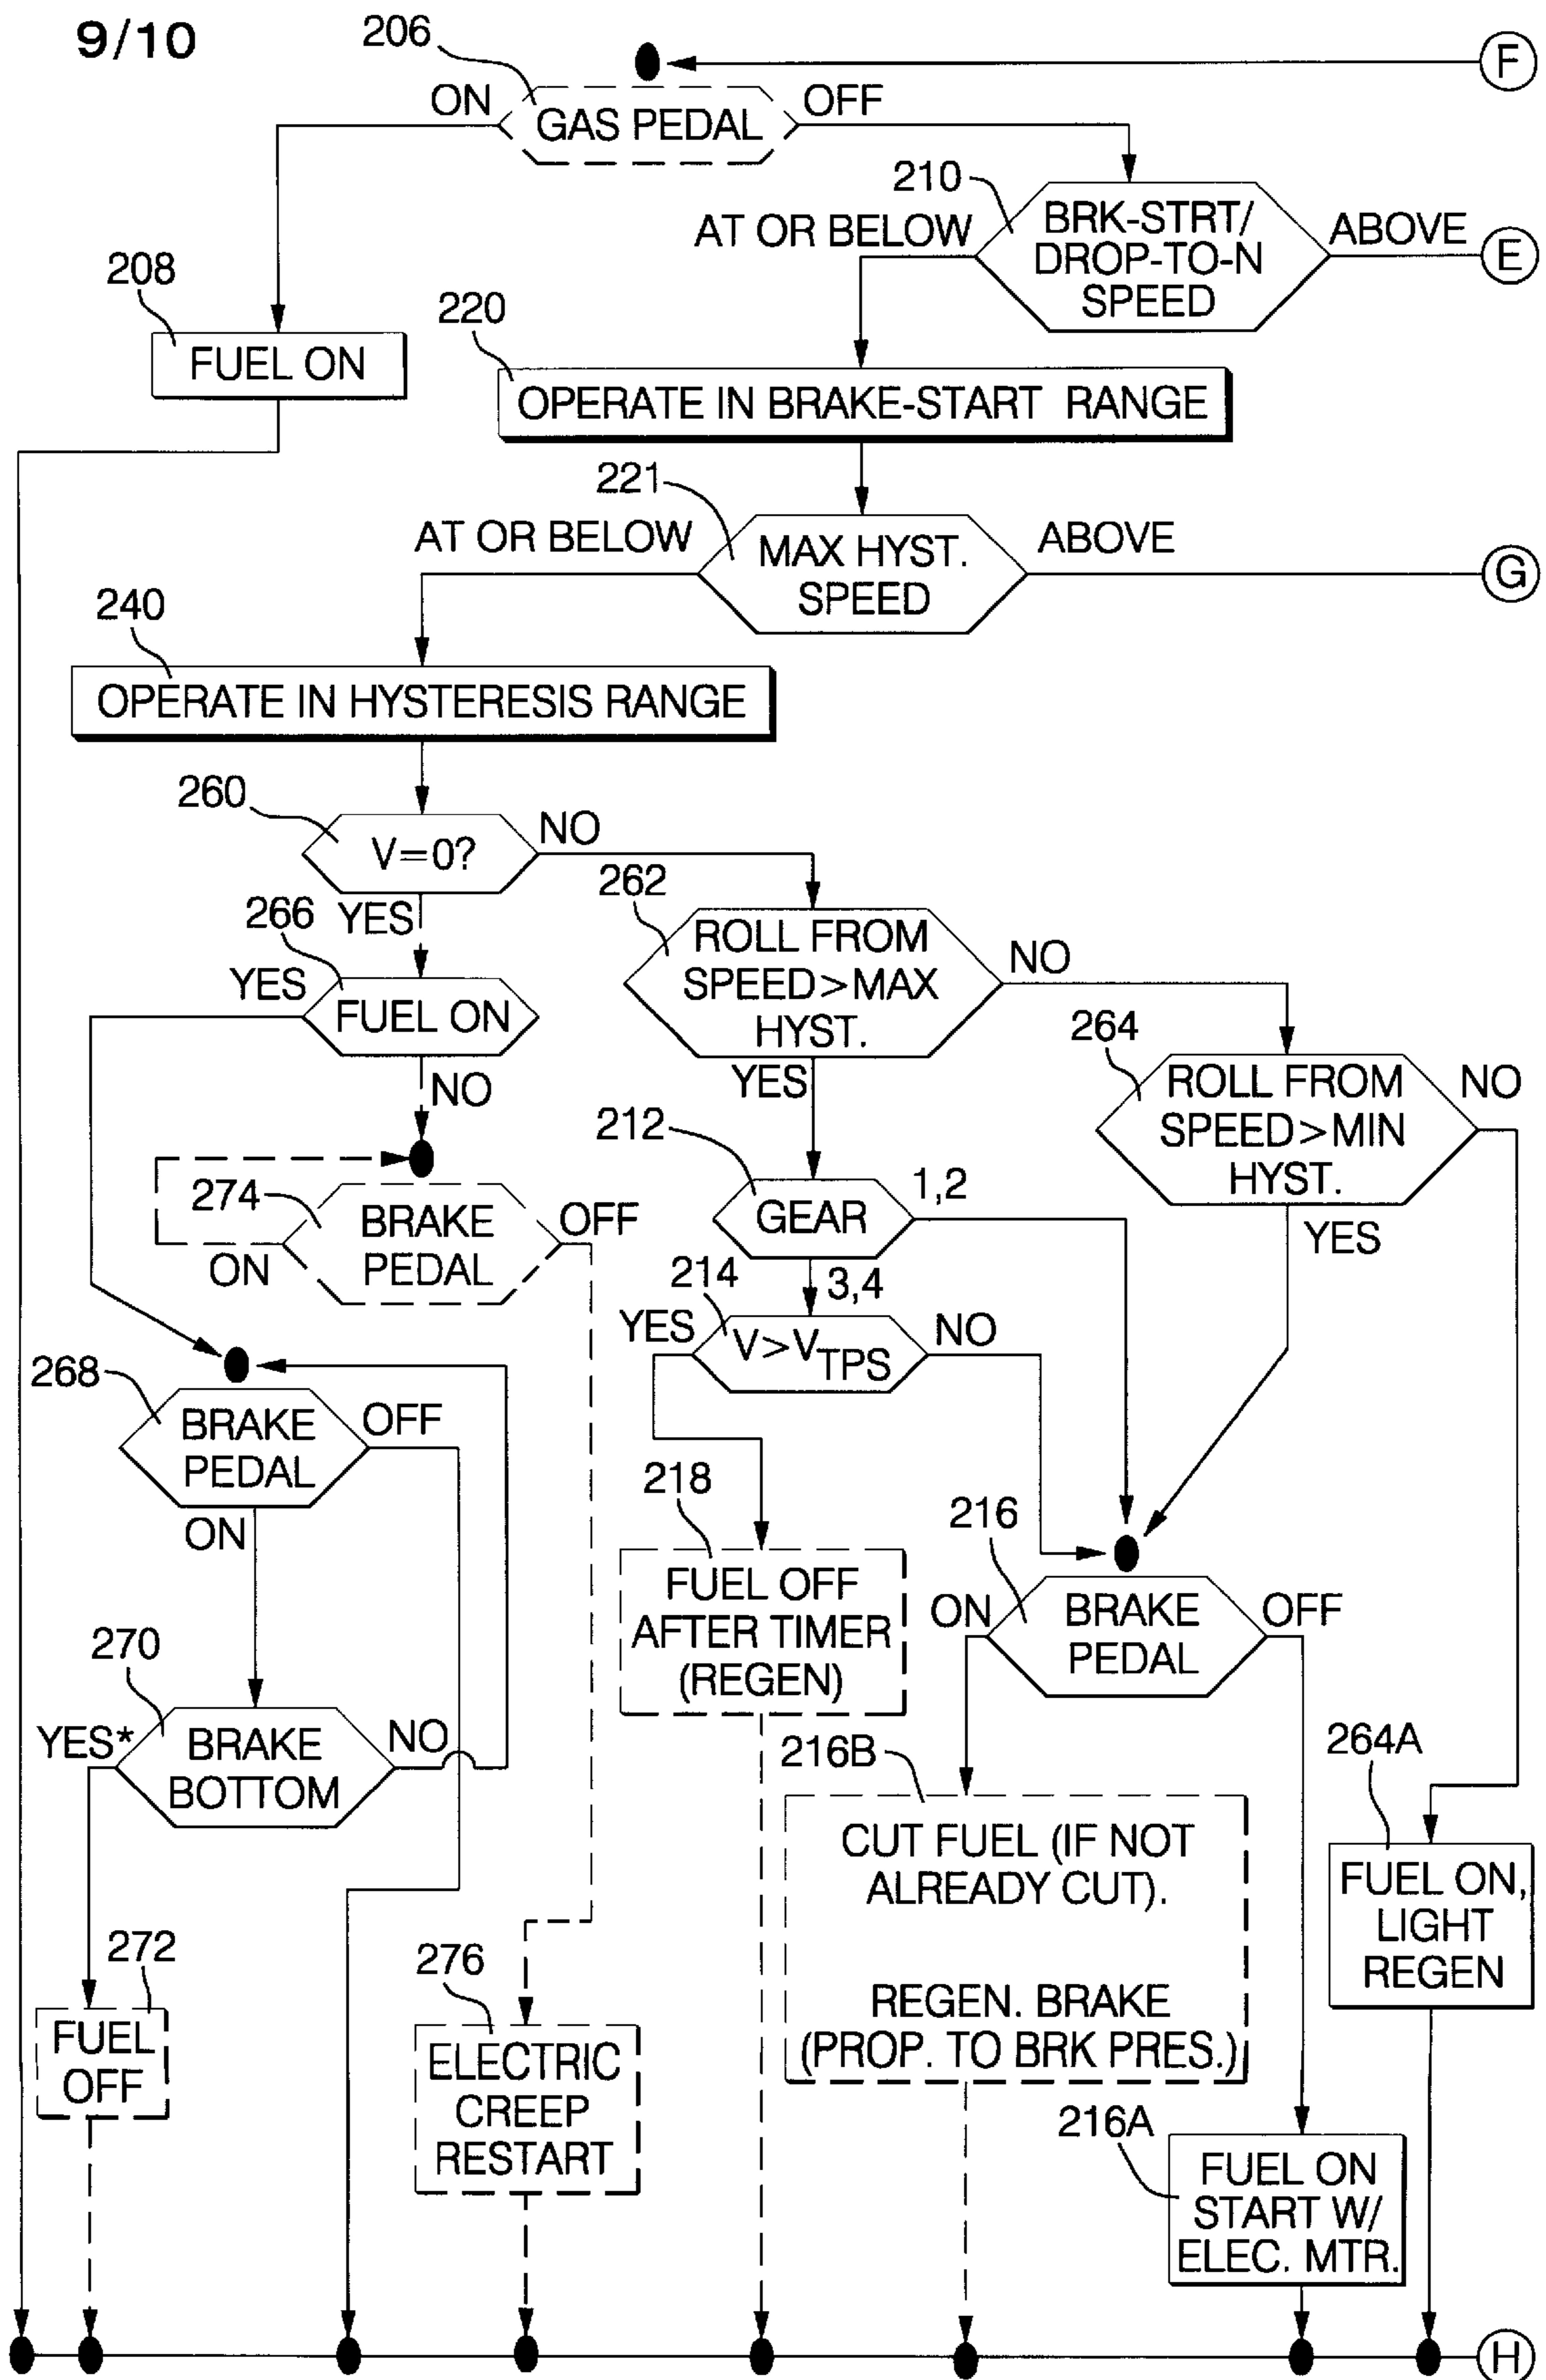 9/10
206
F
ON
GAS PEDAL
OFF
210
AT OR BELOW
BRK-STRT/
DROP-TO-N
SPEED
ABOVE
E
208
FUEL ON
220
OPERATE IN BRAKE-START RANGE
221
AT OR BELOW
MAX HYST.
SPEED
ABOVE
G
240
OPERATE IN HYSTERESIS RANGE
260
V=0?
NO
YES
262
ROLL FROM
SPEED>MAX
HYST.
NO
YES
266
YES
FUEL ON
NO
264
ROLL FROM
SPEED>MIN
HYST.
NO
YES
212
GEAR
1,2
3,4
274
BRAKE
PEDAL
OFF
ON
214
YES
V>VTPS
NO
268
BRAKE
PEDAL
OFF
ON
218
FUEL OFF
AFTER TIMER
(REGEN)
216
ON
BRAKE
PEDAL
OFF
270
YES*
BRAKE
BOTTOM
NO
216B
CUT FUEL (IF NOT
ALREADY CUT).
REGEN. BRAKE
(PROP. TO BRK PRES.)
264A
FUEL ON,
LIGHT
REGEN
272
FUEL
OFF
276
ELECTRIC
CREEP
RESTART
216A
FUEL ON
START W/
ELEC. MTR.
H